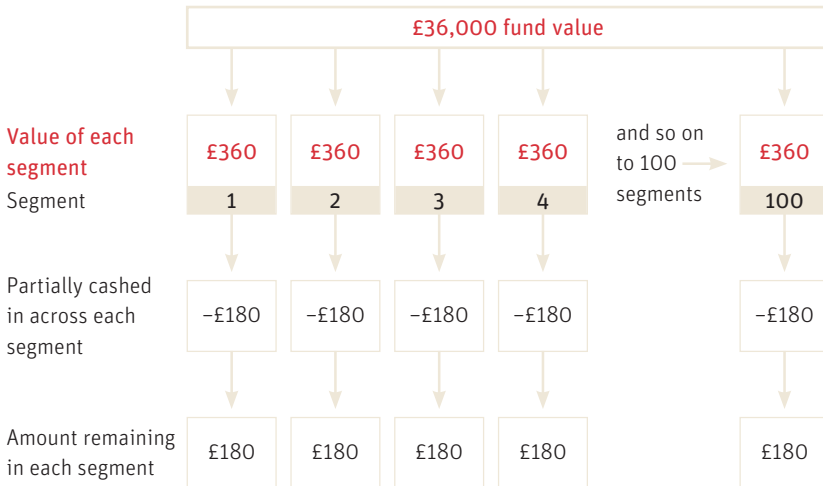 £36,000 fund value
Value of each
segment
£360 £360 £360 £360 £360
and so on
to 100
segments
Segment
1 2 3 4 100
Partially cashed
in across each
segment
–£180 –£180 –£180 –£180 –£180
Amount remaining
in each segment
£180 £180 £180 £180 £180